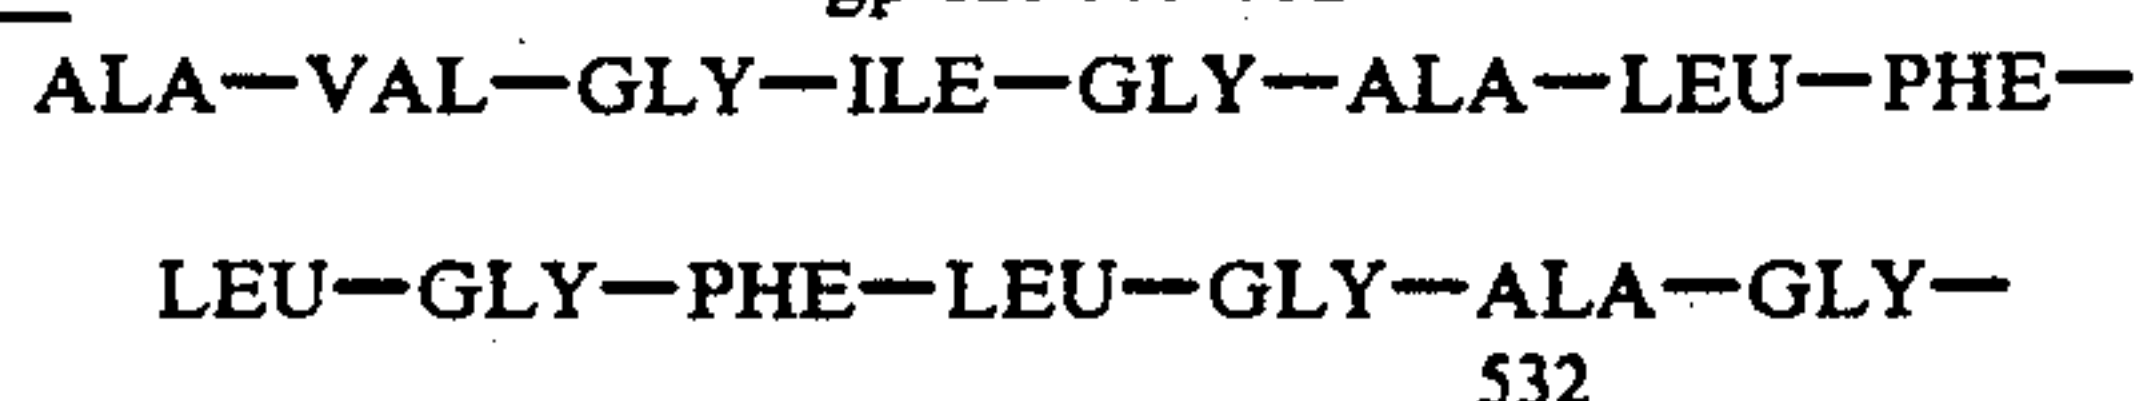 ALA—VAL—GLY—ILE—GLY—ALA—LEU—PHE—
LEU—GLY—PHE—LEU—GLY—ALA—GLY—
532